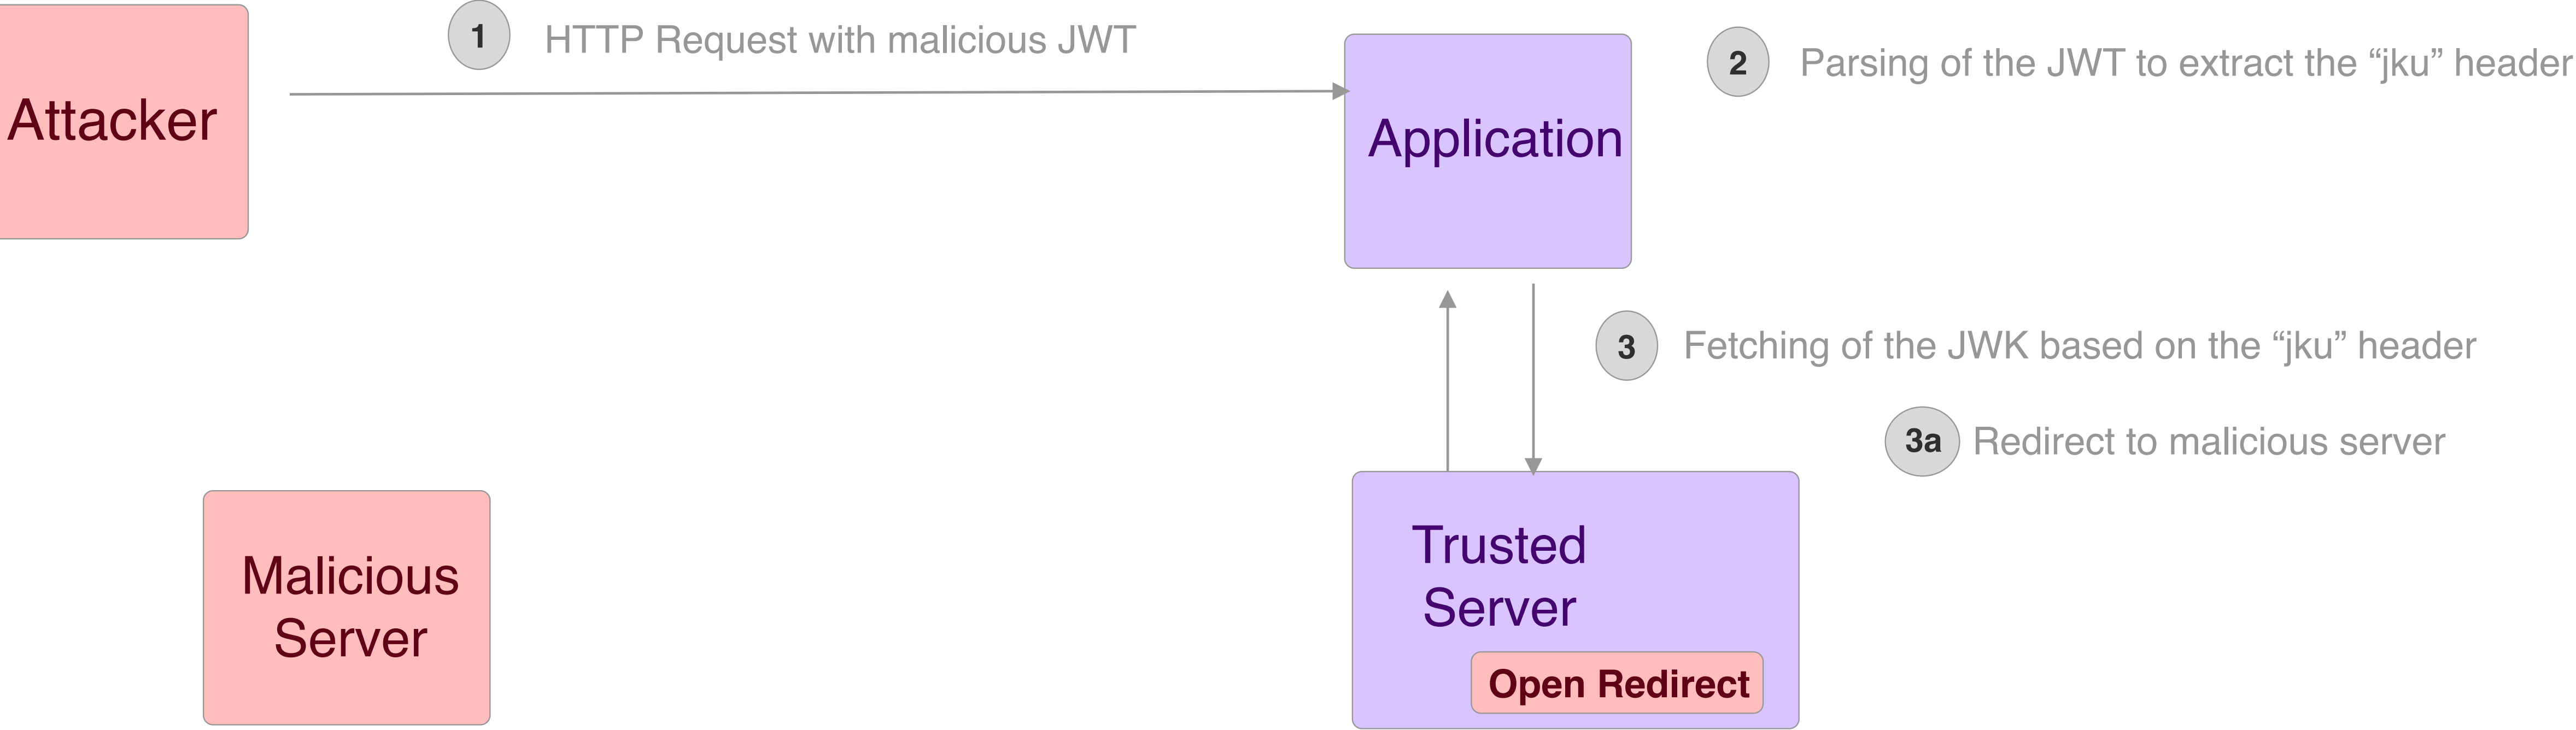 1
HTTP Request with malicious JWT
2
Parsing of the JWT to extract the “jku” header
Attacker
Application
3
Fetching of the JWK based on the “jku” header
3a
Redirect to malicious server
Malicious
Server
Trusted
Server
Open Redirect